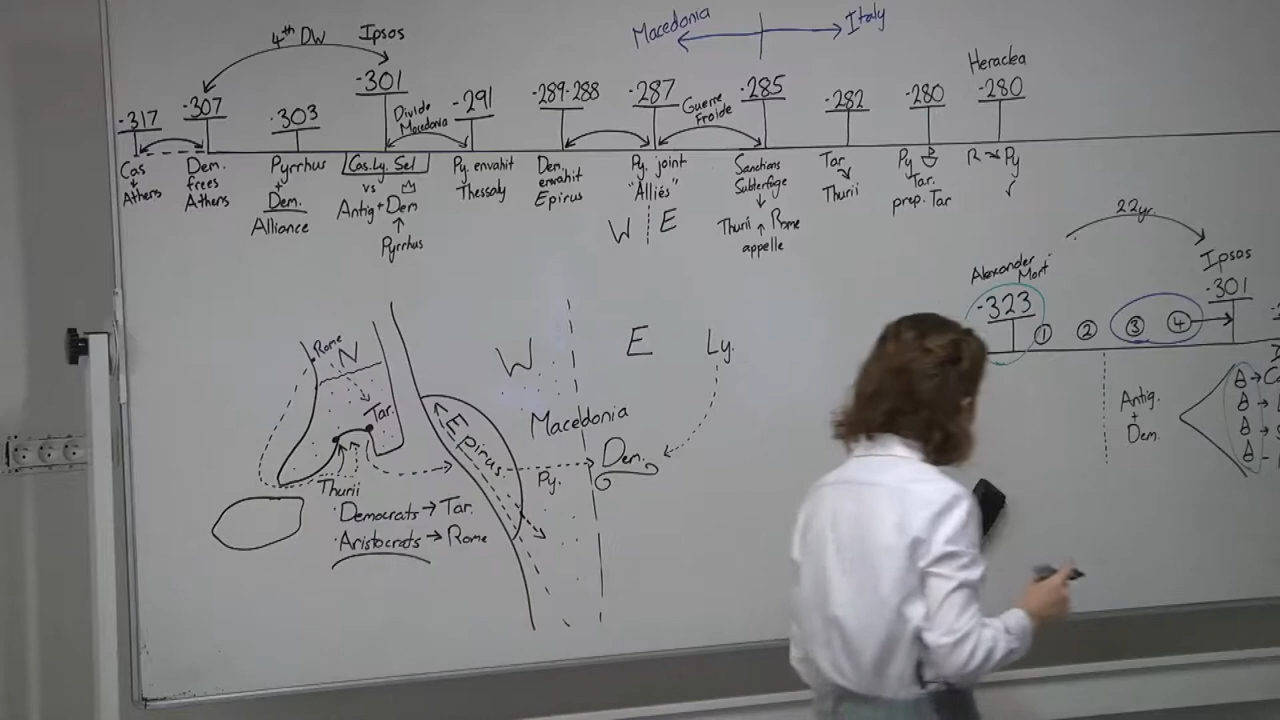 4th DW
Ipsos
Macedonia
Italy
Heraclea
-317
-307
-303
-301
-291
-289-288
-287
-285
-282
-280
-280
Divide
Macedonia
Guerre
Froide
Cas
Athens
Dem.
frees
Athens
Pyrrhus
+
Dem.
Alliance
Cas. Ly. Sel
vs
Antig + Dem
Pyrrhus
Py. envahit
Thessaly
Dem.
envahit
Epirus
Py. joint
"Alliés"
W E
Sanctions
Subterfuge
Thurii Rome
appelle
Tar
Thurii
Py
Tar.
prep. Tar
R Py
22yr.
Alexander
Mort
-323
1 2 3 4
Ipsos
-301
Antig.
+
Dem.
Rome
N
Tar.
Thurii
· Democrats → Tar.
· Aristocrats → Rome
Epirus
W E Ly.
Macedonia
Dem.
Py.